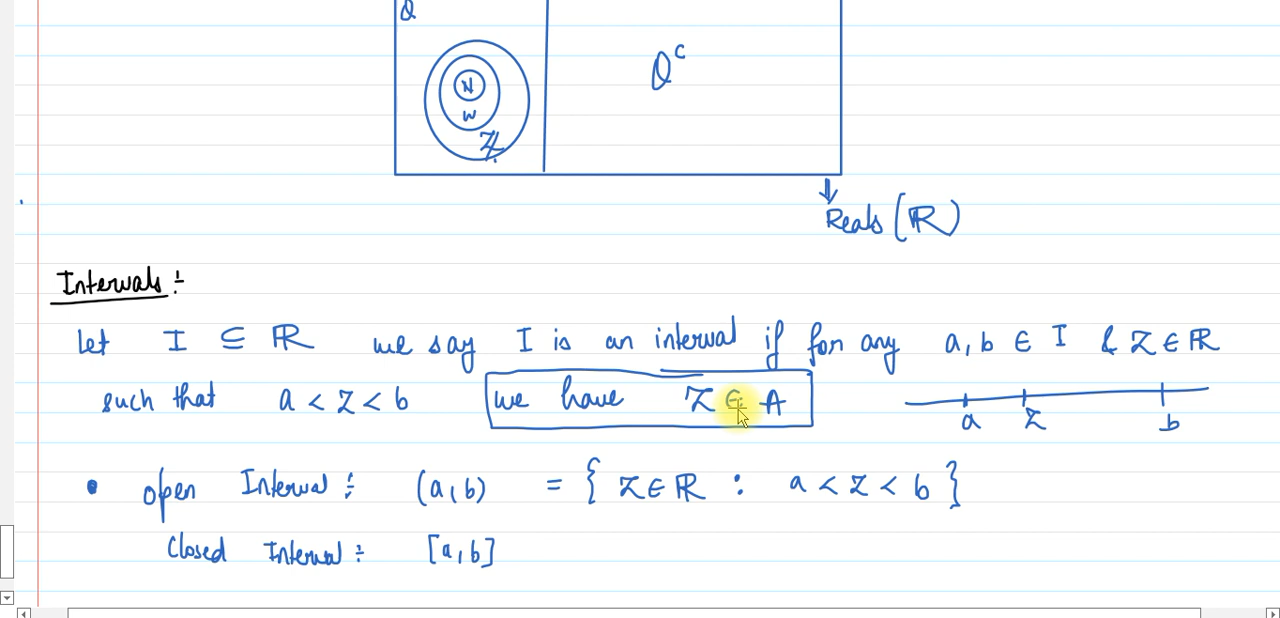 Q
Q^c
N
W
Z
Reals (ℝ)
Intervals :-
Let I ⊆ ℝ we say I is an interval if for any a, b ∈ I & z ∈ ℝ
such that a < z < b we have z ∈ A
a z b
• open Interval :- (a,b) = { z ∈ ℝ : a < z < b }
Closed Interval :- [a,b]